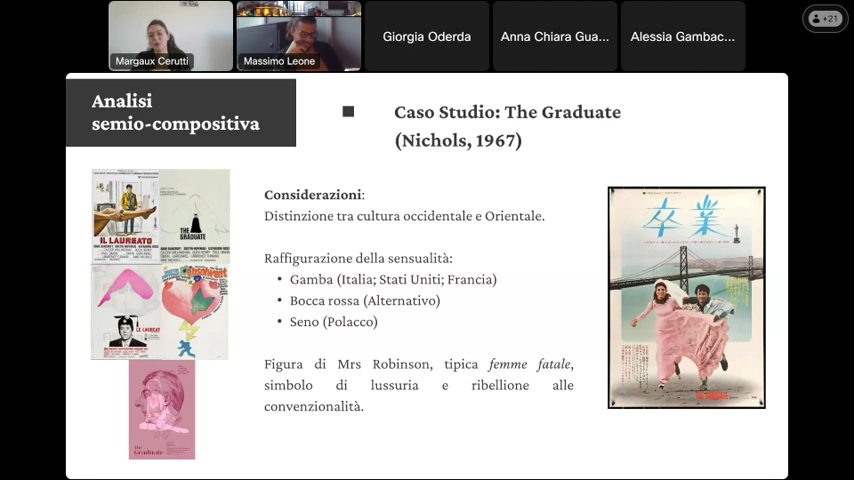 Margaux Cerutti
Massimo Leone
Giorgia Oderda
Anna Chiara Gua...
Alessia Gambac...
+21
Analisi
semio-compositiva
Caso Studio: The Graduate
(Nichols, 1967)
Considerazioni:
Distinzione tra cultura occidentale e Orientale.
Raffigurazione della sensualità:
• Gamba (Italia; Stati Uniti; Francia)
• Bocca rossa (Alternativo)
• Seno (Polacco)
Figura di Mrs Robinson, tipica femme fatale,
simbolo di lussuria e ribellione alle
convenzionalità.
IL LAUREATO
THE
GRADUATE
LE LAUREAT
The
Graduate
卒業